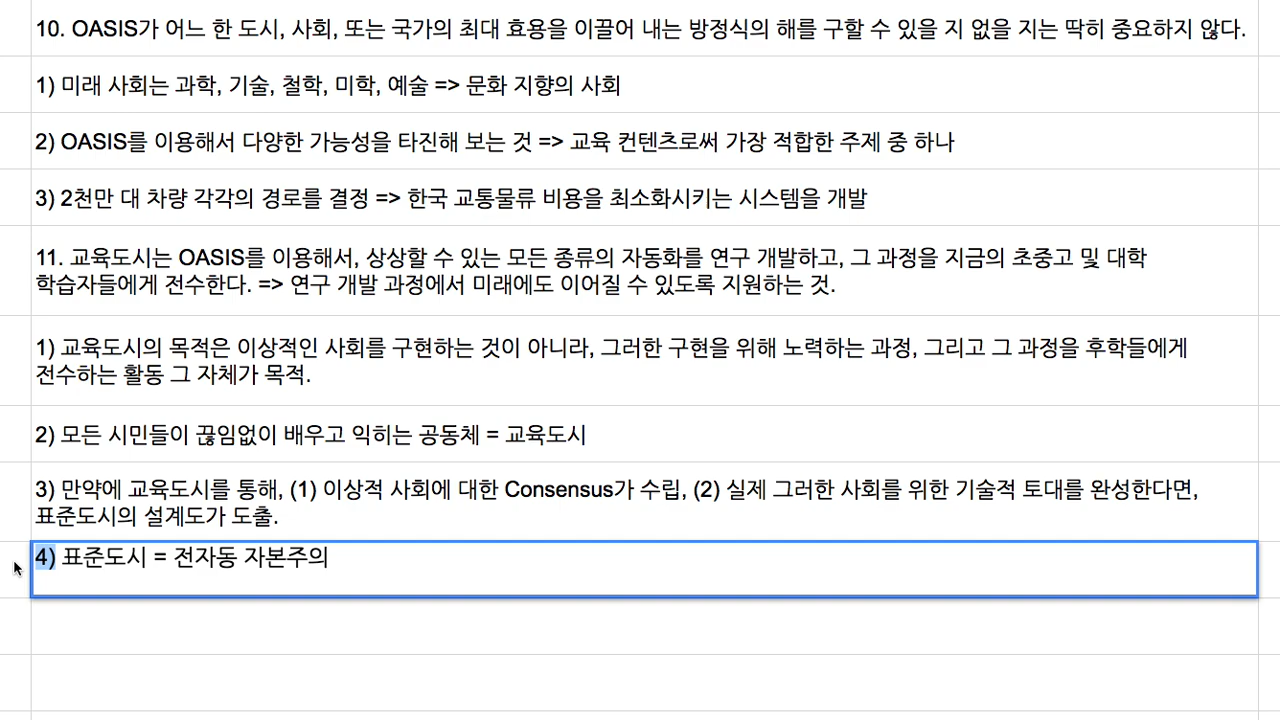 10. OASIS가 어느 한 도시, 사회, 또는 국가의 최대 효용을 이끌어 내는 방정식의 해를 구할 수 있을 지 없을 지는 딱히 중요하지 않다.
1) 미래 사회는 과학, 기술, 철학, 미학, 예술 => 문화 지향의 사회
2) OASIS를 이용해서 다양한 가능성을 타진해 보는 것 => 교육 컨텐츠로써 가장 적합한 주제 중 하나
3) 2천만 대 차량 각각의 경로를 결정 => 한국 교통물류 비용을 최소화시키는 시스템을 개발
11. 교육도시는 OASIS를 이용해서, 상상할 수 있는 모든 종류의 자동화를 연구 개발하고, 그 과정을 지금의 초중고 및 대학
학습자들에게 전수한다. => 연구 개발 과정에서 미래에도 이어질 수 있도록 지원하는 것.
1) 교육도시의 목적은 이상적인 사회를 구현하는 것이 아니라, 그러한 구현을 위해 노력하는 과정, 그리고 그 과정을 후학들에게
전수하는 활동 그 자체가 목적.
2) 모든 시민들이 끊임없이 배우고 익히는 공동체 = 교육도시
3) 만약에 교육도시를 통해, (1) 이상적 사회에 대한 Consensus가 수립, (2) 실제 그러한 사회를 위한 기술적 토대를 완성한다면,
표준도시의 설계도가 도출.
4) 표준도시 = 전자동 자본주의